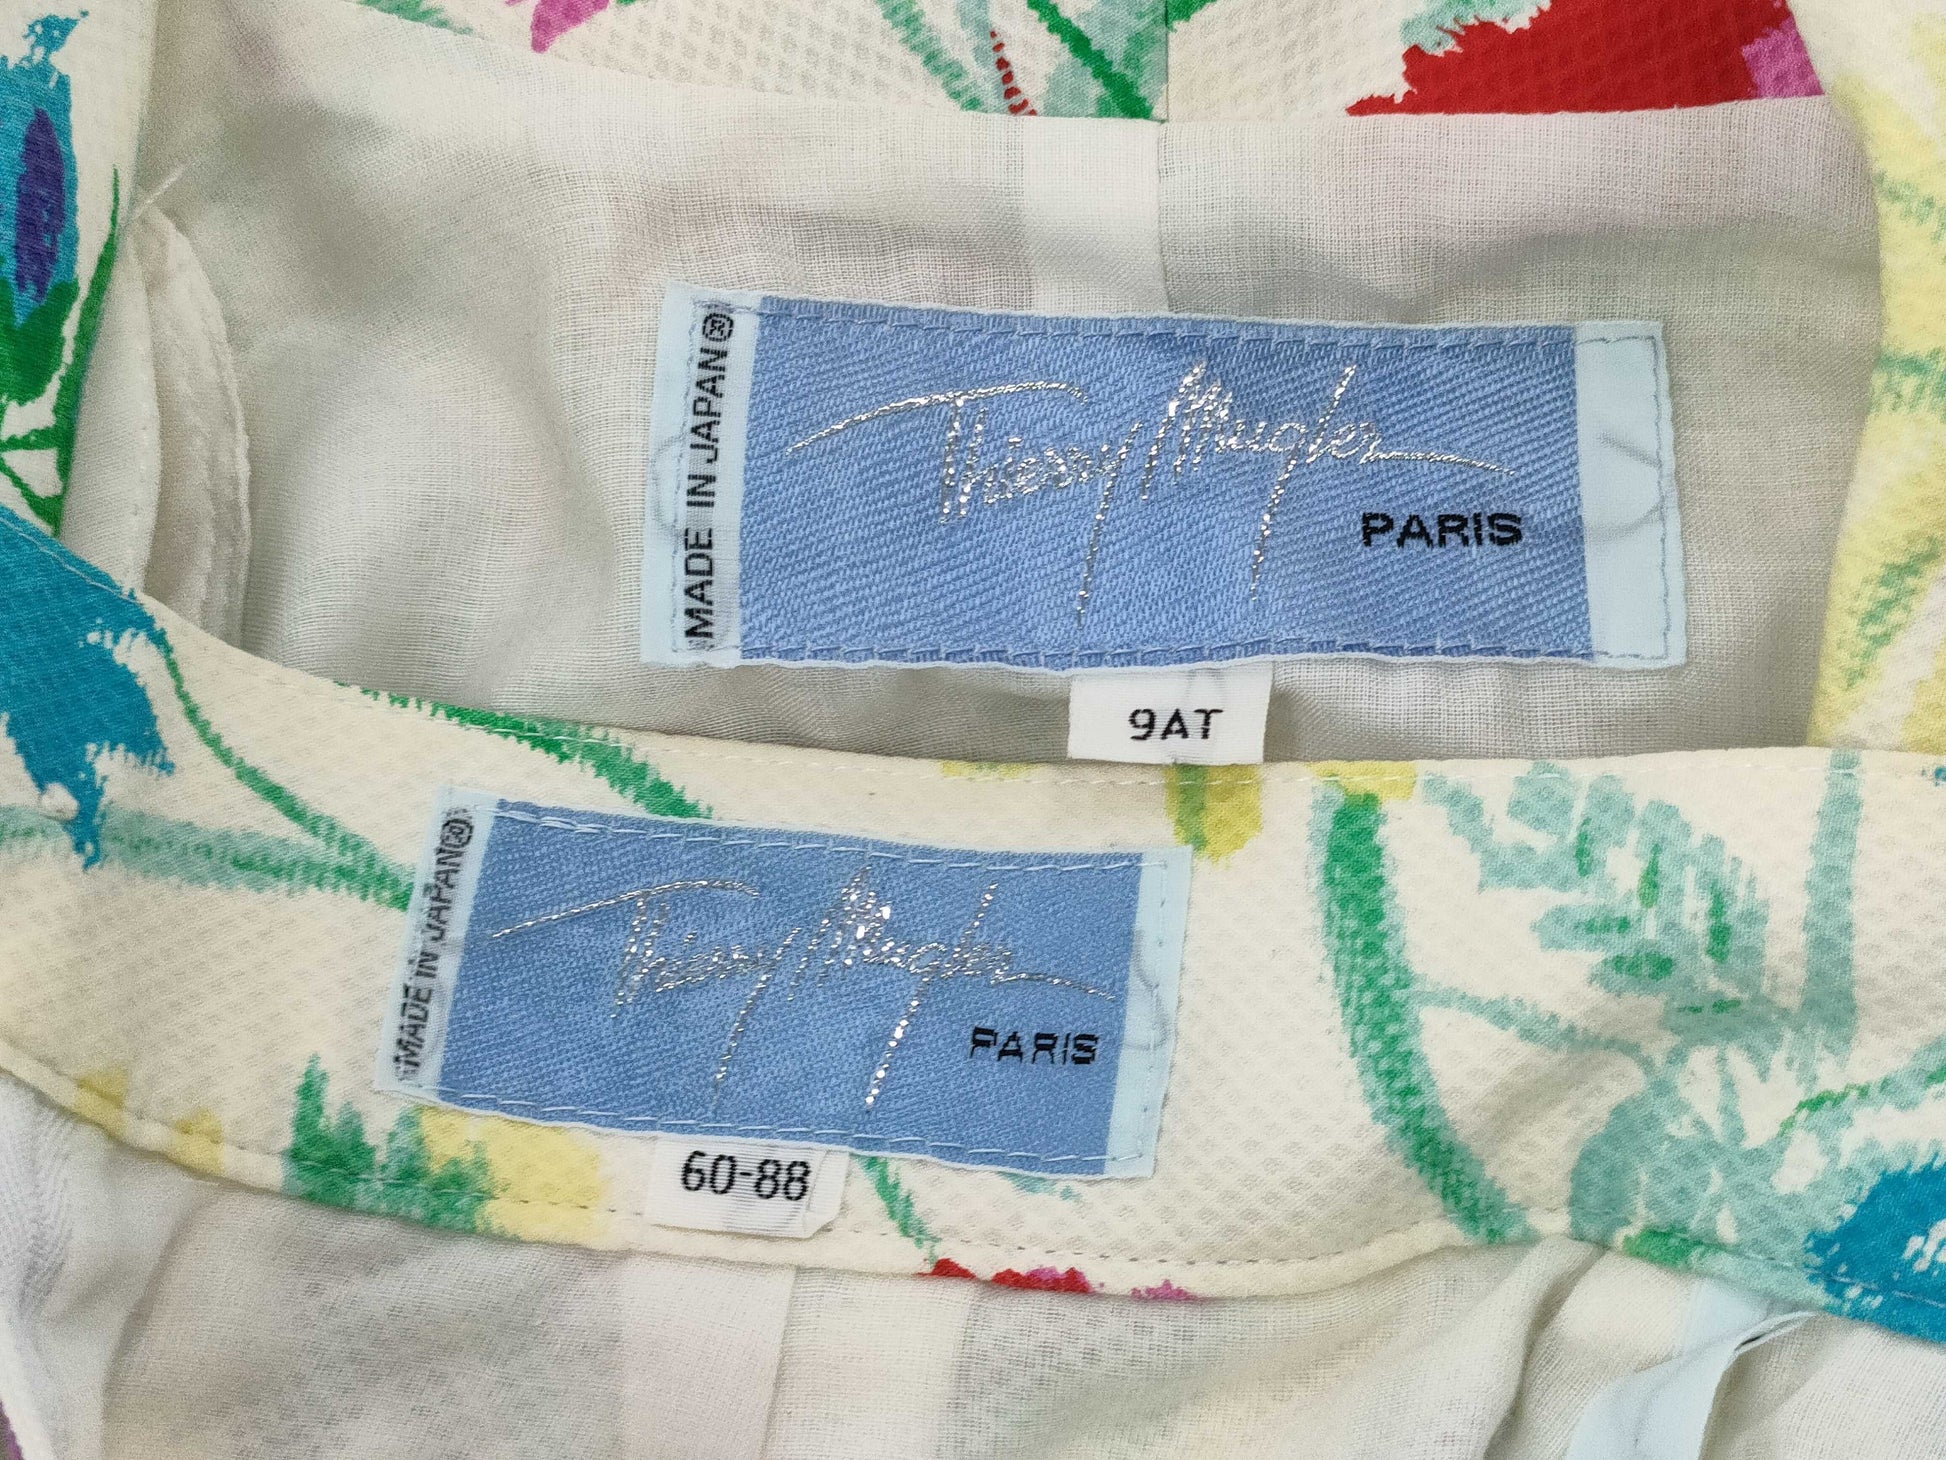 MADE IN JAPAN®
Thierry Mugler
PARIS
9AT
MADE IN JAPAN®
Thierry Mugler
PARIS
60-88